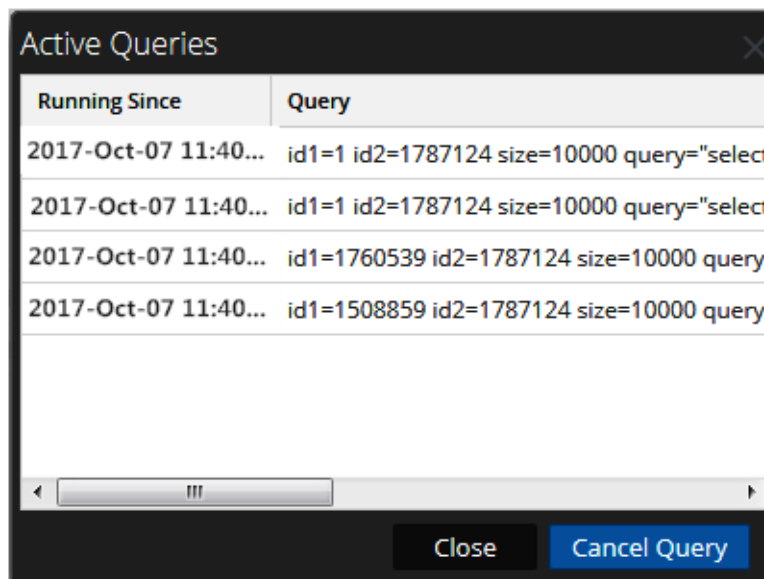 Active Queries
Running Since Query
2017-Oct-07 11:40... id1=1 id2=1787124 size=10000 query="select
2017-Oct-07 11:40... id1=1 id2=1787124 size=10000 query="select
2017-Oct-07 11:40... id1=1760539 id2=1787124 size=10000 query
2017-Oct-07 11:40... id1=1508859 id2=1787124 size=10000 query
Close Cancel Query